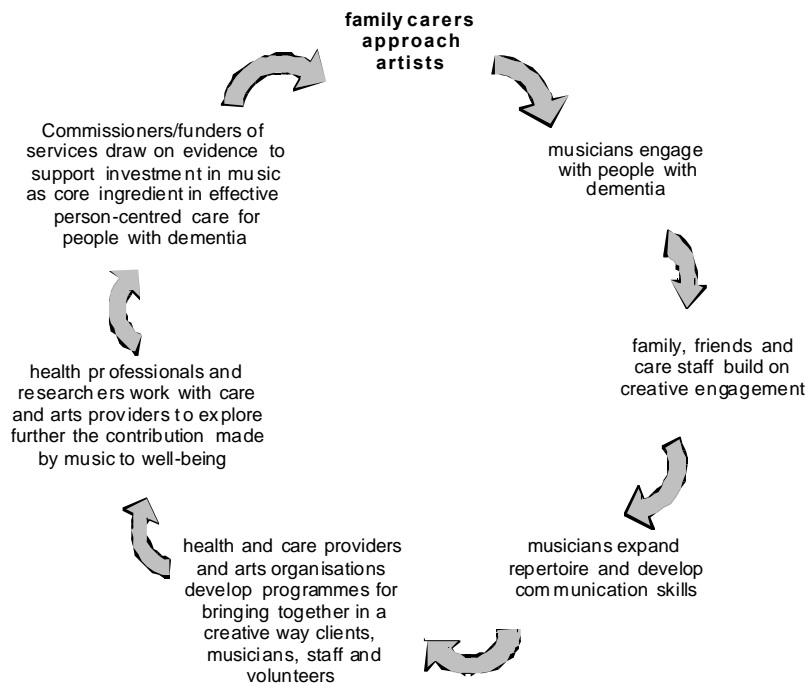 family carers
approach
artists
musicians engage
with people with
dementia
family, friends and
care staff build on
creative engagement
musicians expand
repertoire and develop
communication skills
health and care providers
and arts organisations
develop programmes for
bringing together in a
creative way clients,
musicians, staff and
volunteers
health professionals and
researchers work with care
and arts providers to explore
further the contribution made
by music to well-being
Commissioners/funders of
services draw on evidence to
support investment in music
as core ingredient in effective
person-centred care for
people with dementia